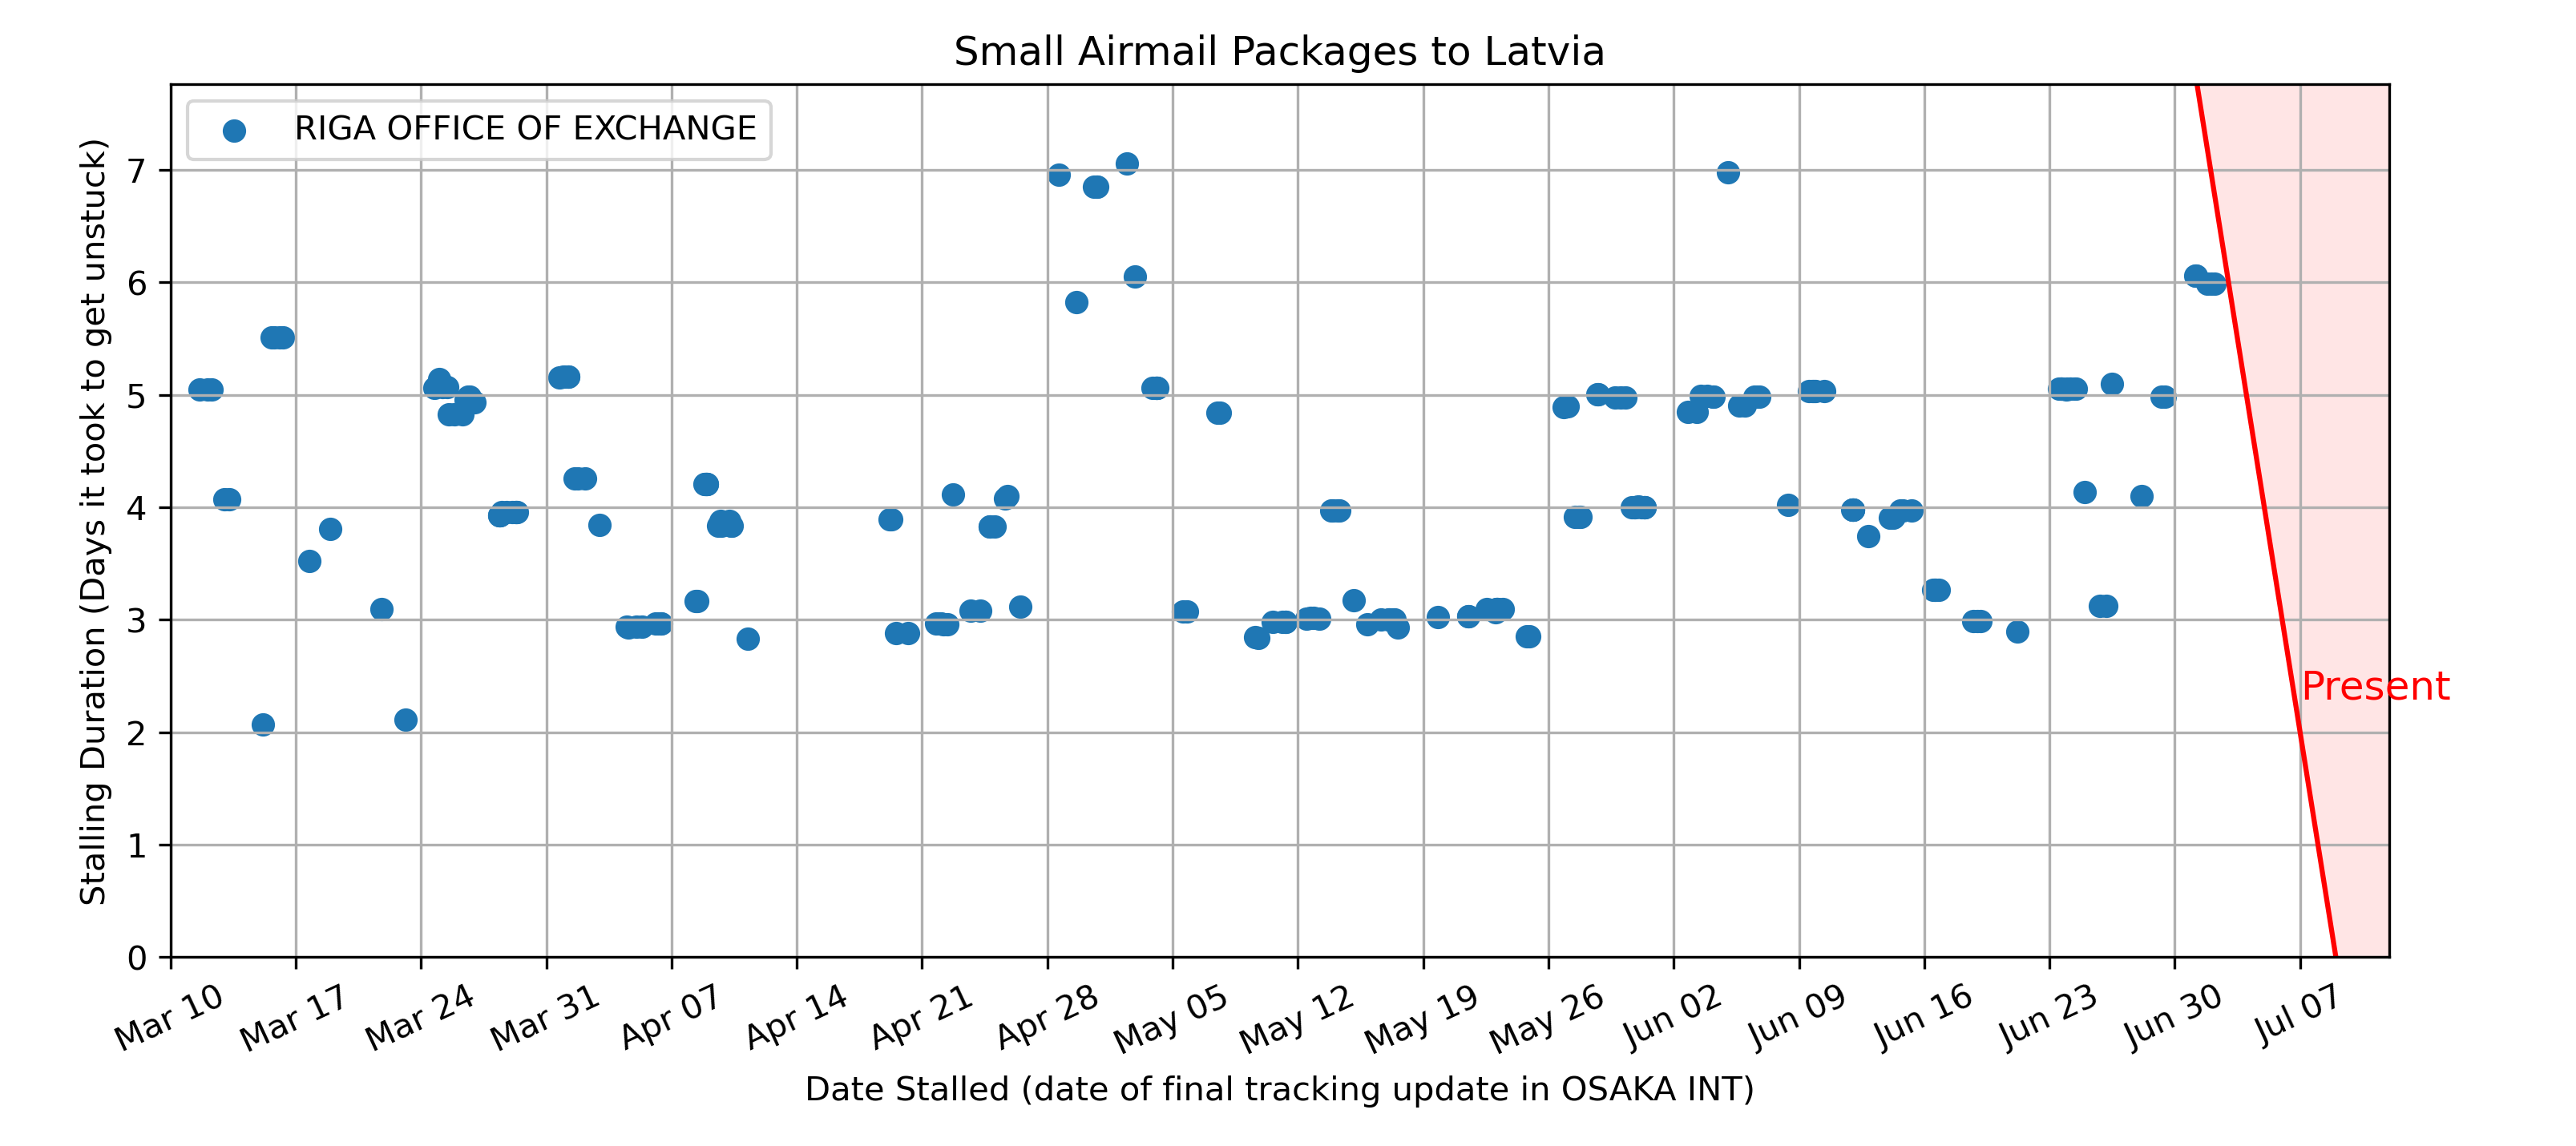 Small Airmail Packages to Latvia
RIGA OFFICE OF EXCHANGE
Stalling Duration (Days it took to get unstuck)
7
6
5
4
3
2
1
0
Present
Mar 10
Mar 17
Mar 24
Mar 31
Apr 07
Apr 14
Apr 21
Apr 28
May 05
May 12
May 19
May 26
Jun 02
Jun 09
Jun 16
Jun 23
Jun 30
Jul 07
Date Stalled (date of final tracking update in OSAKA INT)